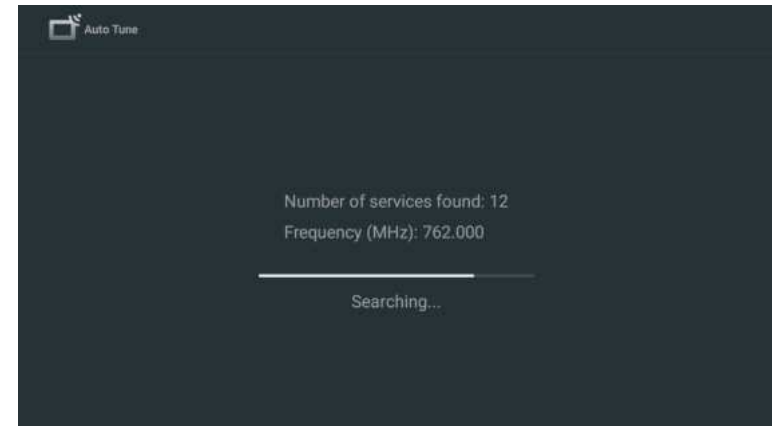 Auto Tune
Number of services found: 12
Frequency (MHz): 762.000
Searching...